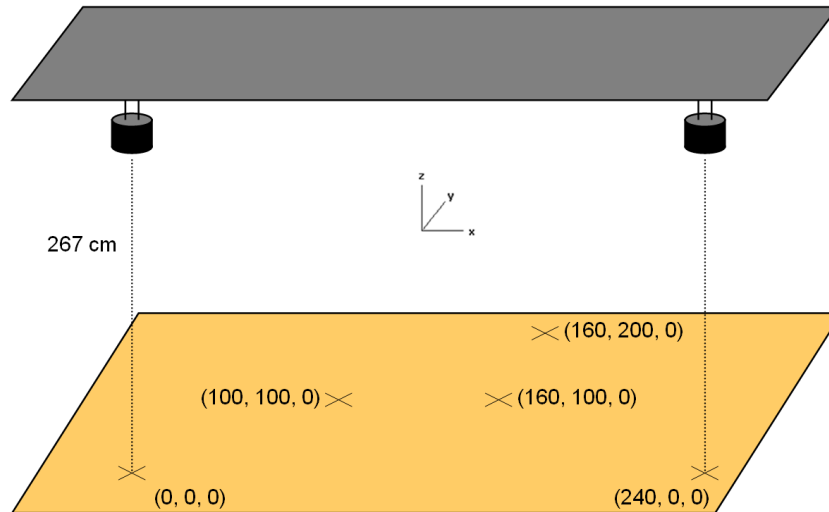 z
y
x
267 cm
(160, 200, 0)
(100, 100, 0)
(160, 100, 0)
(0, 0, 0)
(240, 0, 0)